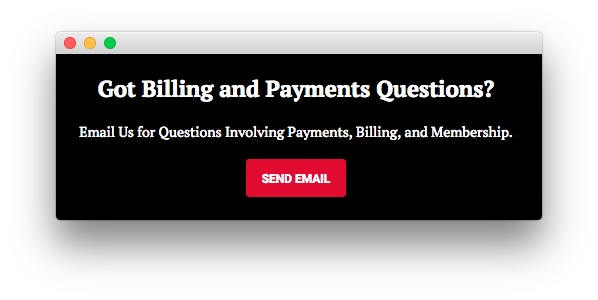 Got Billing and Payments Questions?
Email Us for Questions Involving Payments, Billing, and Membership.
SEND EMAIL